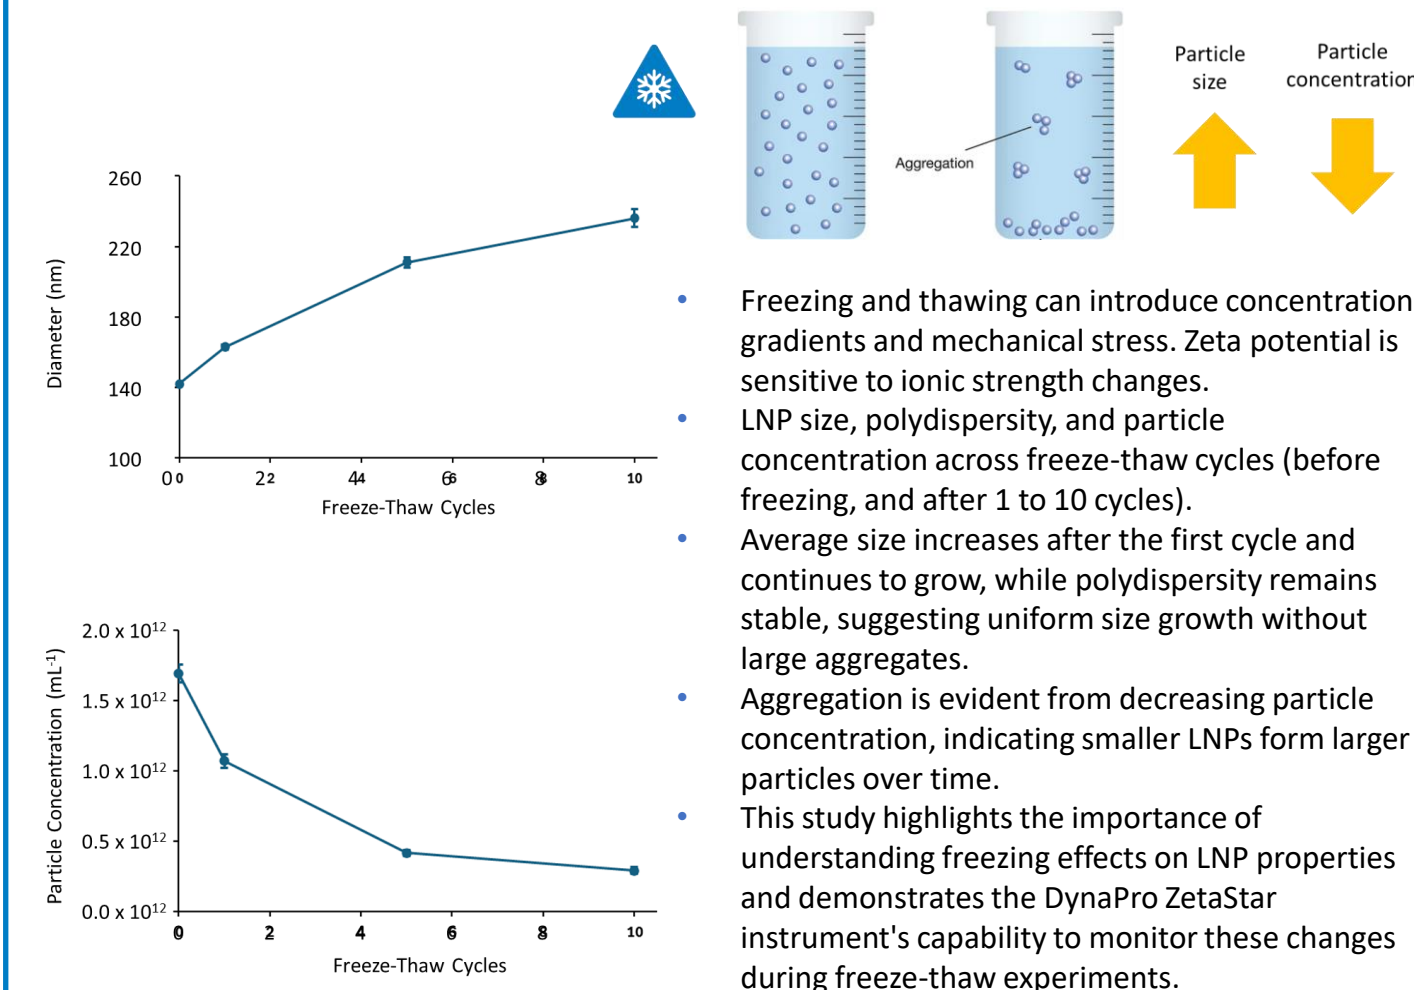 Particle
size
Particle
concentration
Aggregation
260
220
180
140
100
Diameter (nm)
0 0 2 2 4 4 6 6 8 8 10
Freeze-Thaw Cycles
2.0 x 10¹²
1.5 x 10¹²
1.0 x 10¹²
0.5 x 10¹²
0.0 x 10¹²
Particle Concentration (mL⁻¹)
0 2 4 6 8 10
Freeze-Thaw Cycles
• Freezing and thawing can introduce concentration
gradients and mechanical stress. Zeta potential is
sensitive to ionic strength changes.
• LNP size, polydispersity, and particle
concentration across freeze-thaw cycles (before
freezing, and after 1 to 10 cycles).
• Average size increases after the first cycle and
continues to grow, while polydispersity remains
stable, suggesting uniform size growth without
large aggregates.
• Aggregation is evident from decreasing particle
concentration, indicating smaller LNPs form larger
particles over time.
• This study highlights the importance of
understanding freezing effects on LNP properties
and demonstrates the DynaPro ZetaStar
instrument's capability to monitor these changes
during freeze-thaw experiments.